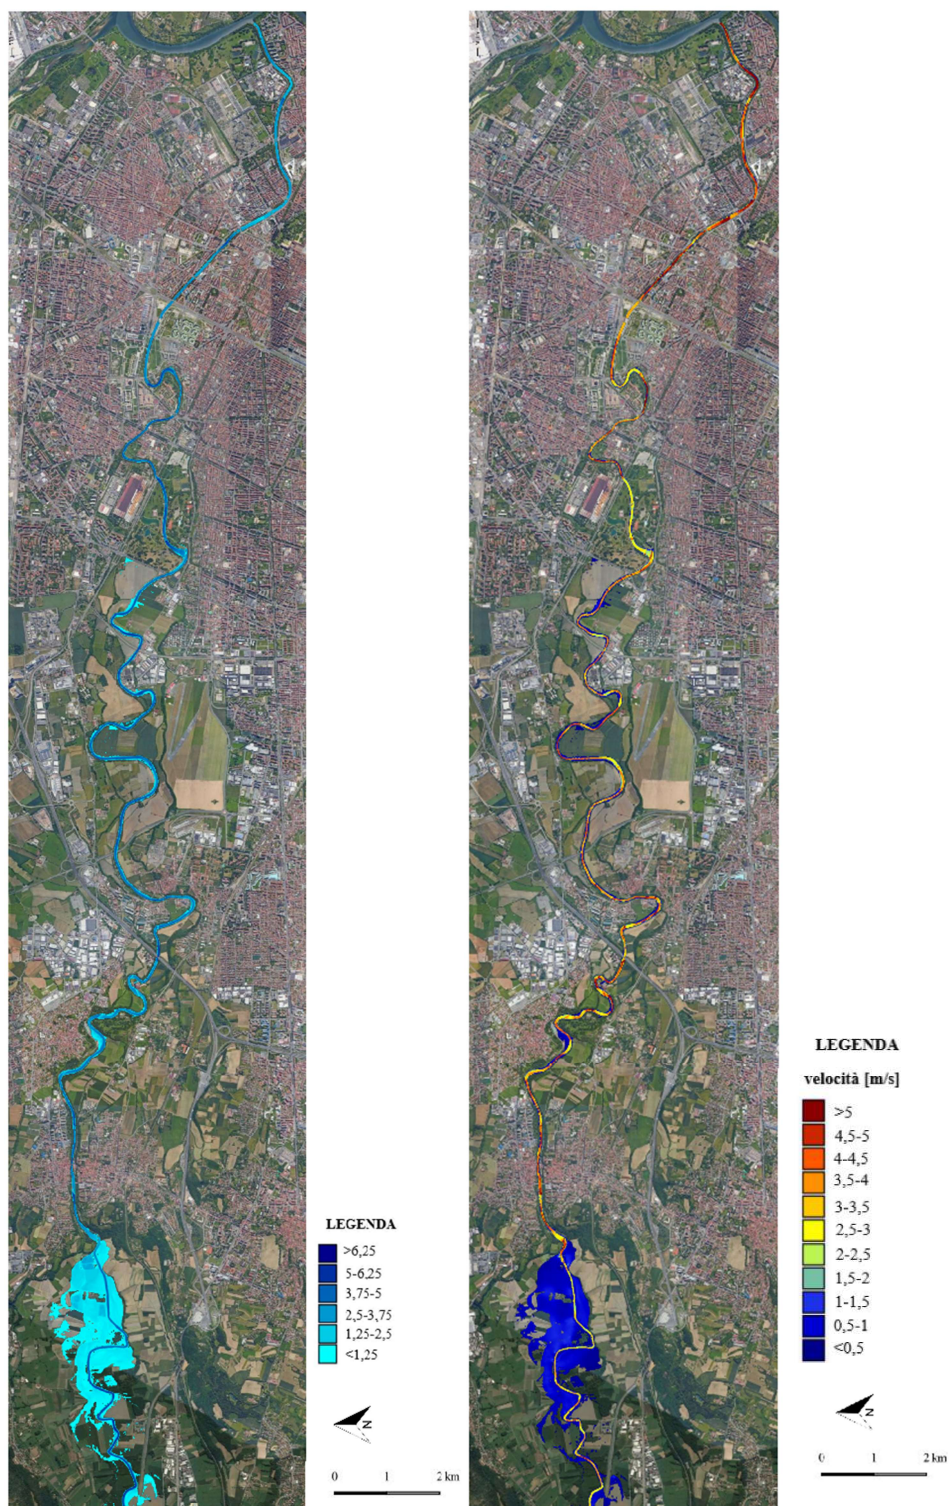 LEGENDA
>6,25
5-6,25
3,75-5
2,5-3,75
1,25-2,5
<1,25
N
0 1 2 km
LEGENDA
velocità [m/s]
>5
4,5-5
4-4,5
3,5-4
3-3,5
2,5-3
2-2,5
1,5-2
1-1,5
0,5-1
<0,5
N
0 1 2 km